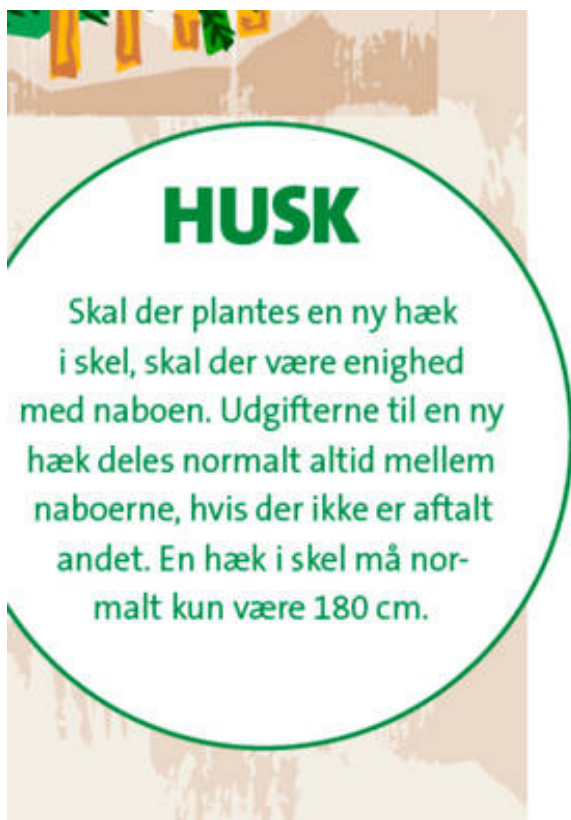 HUSK
Skal der plantes en ny hæk
i skel, skal der være enighed
med naboen. Udgifterne til en ny
hæk deles normalt altid mellem
naboerne, hvis der ikke er aftalt
andet. En hæk i skel må nor-
malt kun være 180 cm.